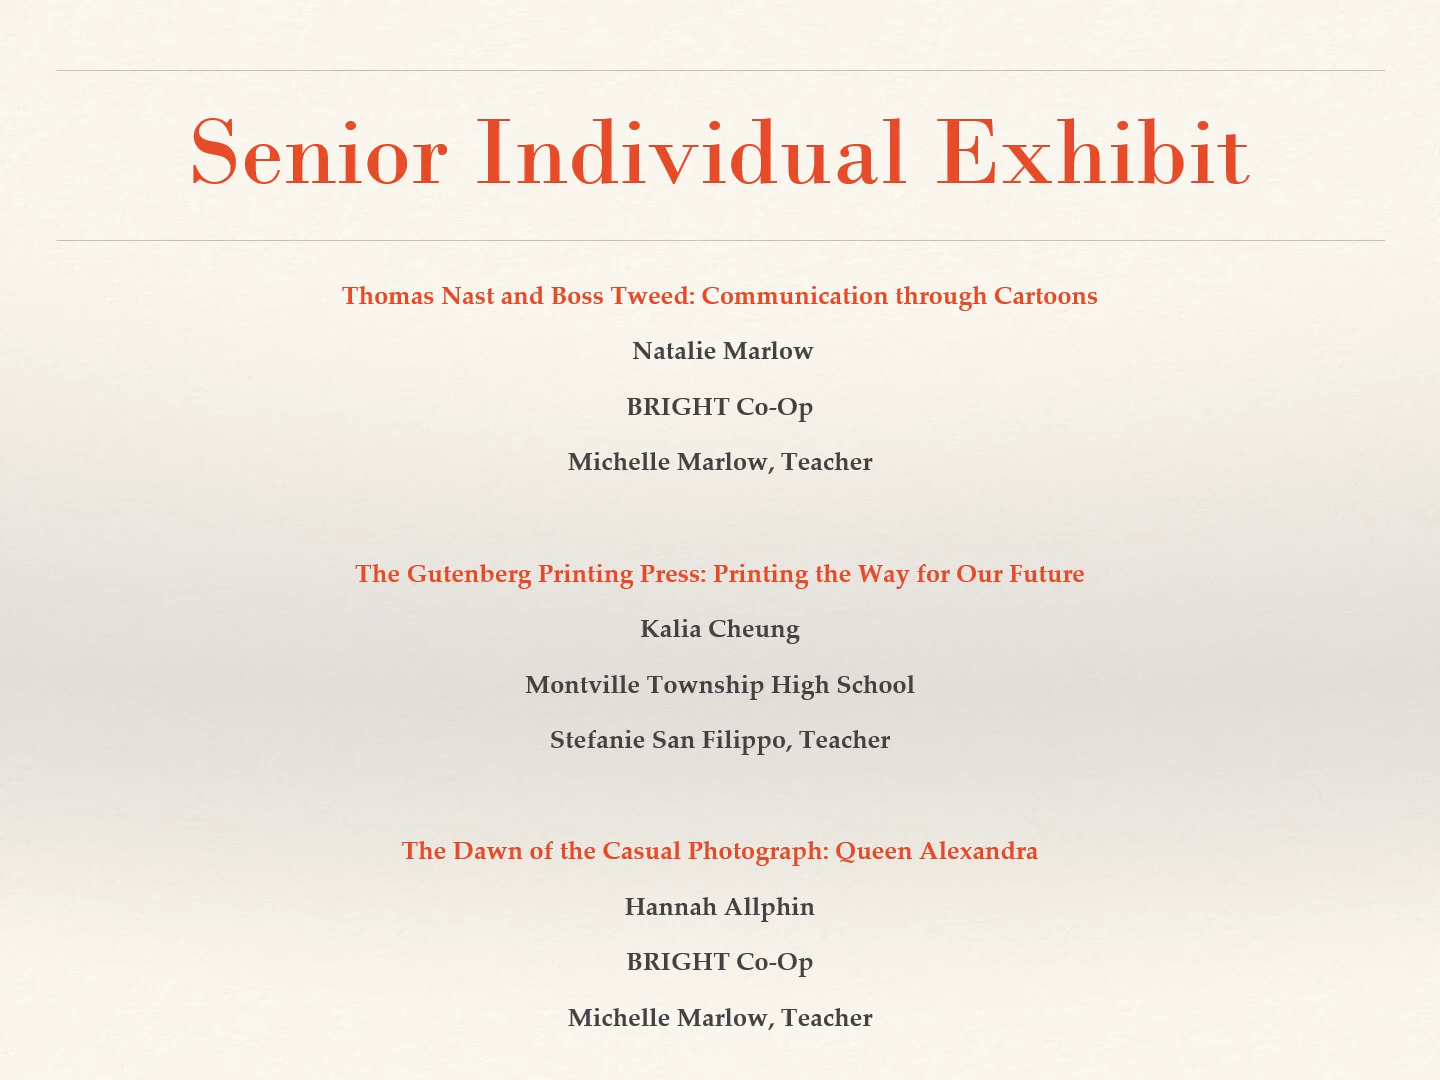 Senior Individual Exhibit
Thomas Nast and Boss Tweed: Communication through Cartoons
Natalie Marlow
BRIGHT Co-Op
Michelle Marlow, Teacher
The Gutenberg Printing Press: Printing the Way for Our Future
Kalia Cheung
Montville Township High School
Stefanie San Filippo, Teacher
The Dawn of the Casual Photograph: Queen Alexandra
Hannah Allphin
BRIGHT Co-Op
Michelle Marlow, Teacher